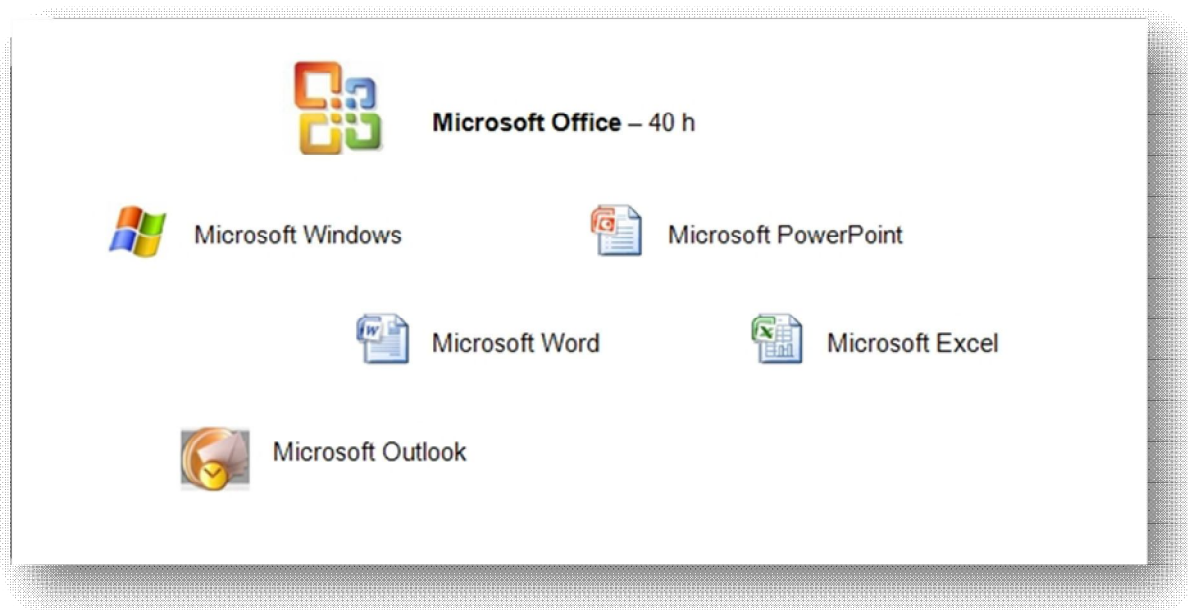 Microsoft Office – 40 h
Microsoft Windows
Microsoft PowerPoint
Microsoft Word
Microsoft Excel
Microsoft Outlook